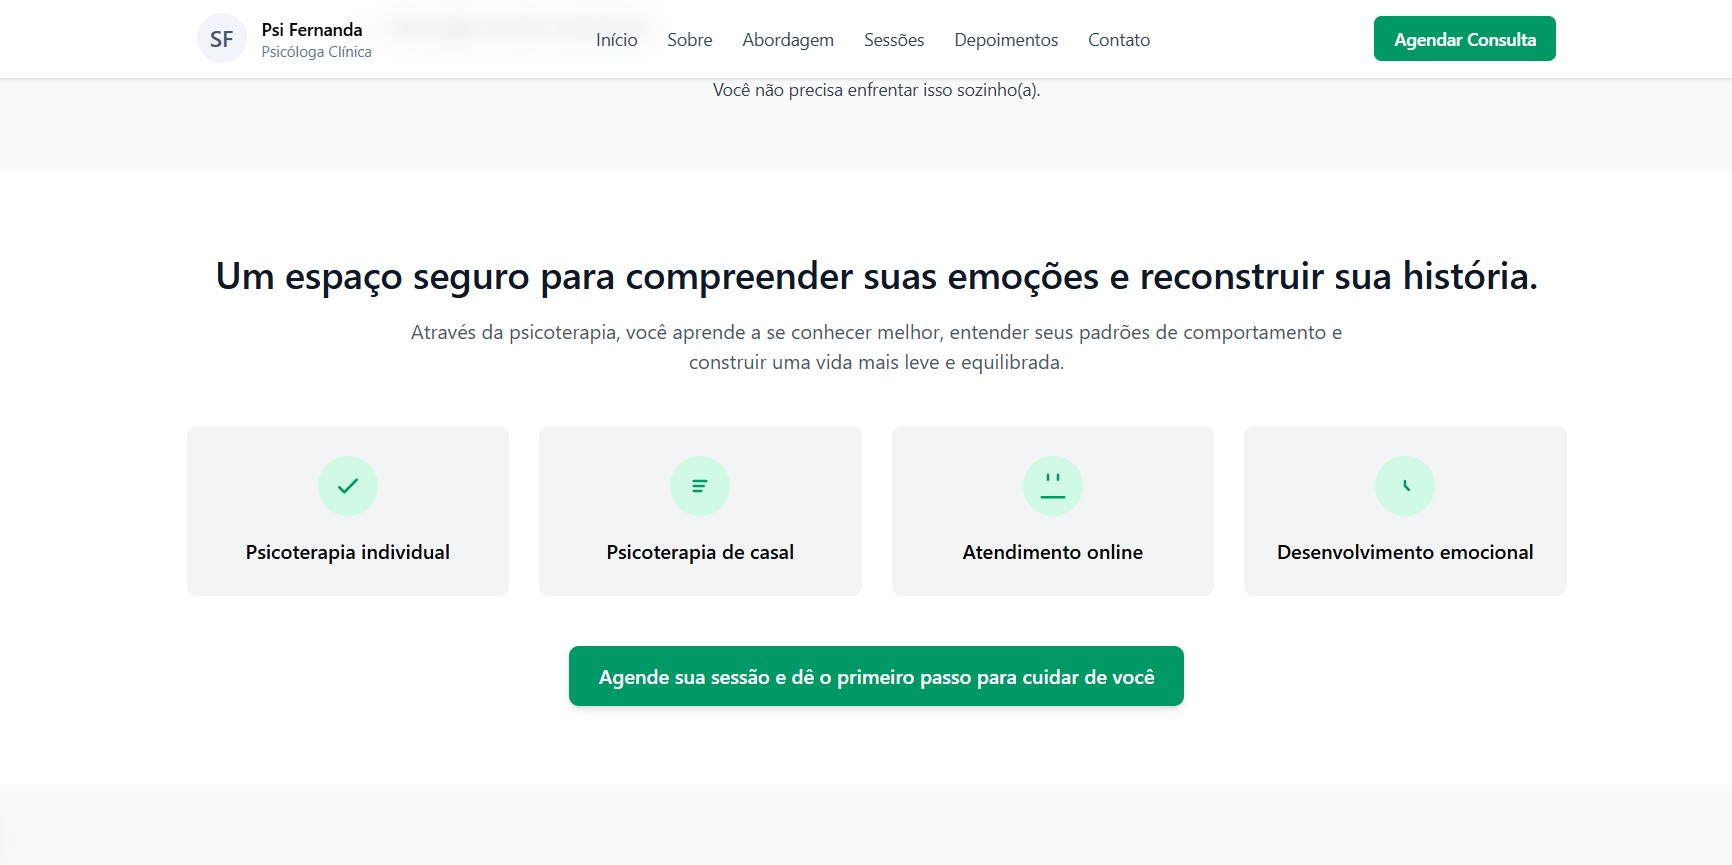 SF
Psi Fernanda
Psicóloga Clínica
Início
Sobre
Abordagem
Sessões
Depoimentos
Contato
Agendar Consulta
Você não precisa enfrentar isso sozinho(a).
Um espaço seguro para compreender suas emoções e reconstruir sua história.
Através da psicoterapia, você aprende a se conhecer melhor, entender seus padrões de comportamento e
construir uma vida mais leve e equilibrada.
Psicoterapia individual
Psicoterapia de casal
Atendimento online
Desenvolvimento emocional
Agende sua sessão e dê o primeiro passo para cuidar de você